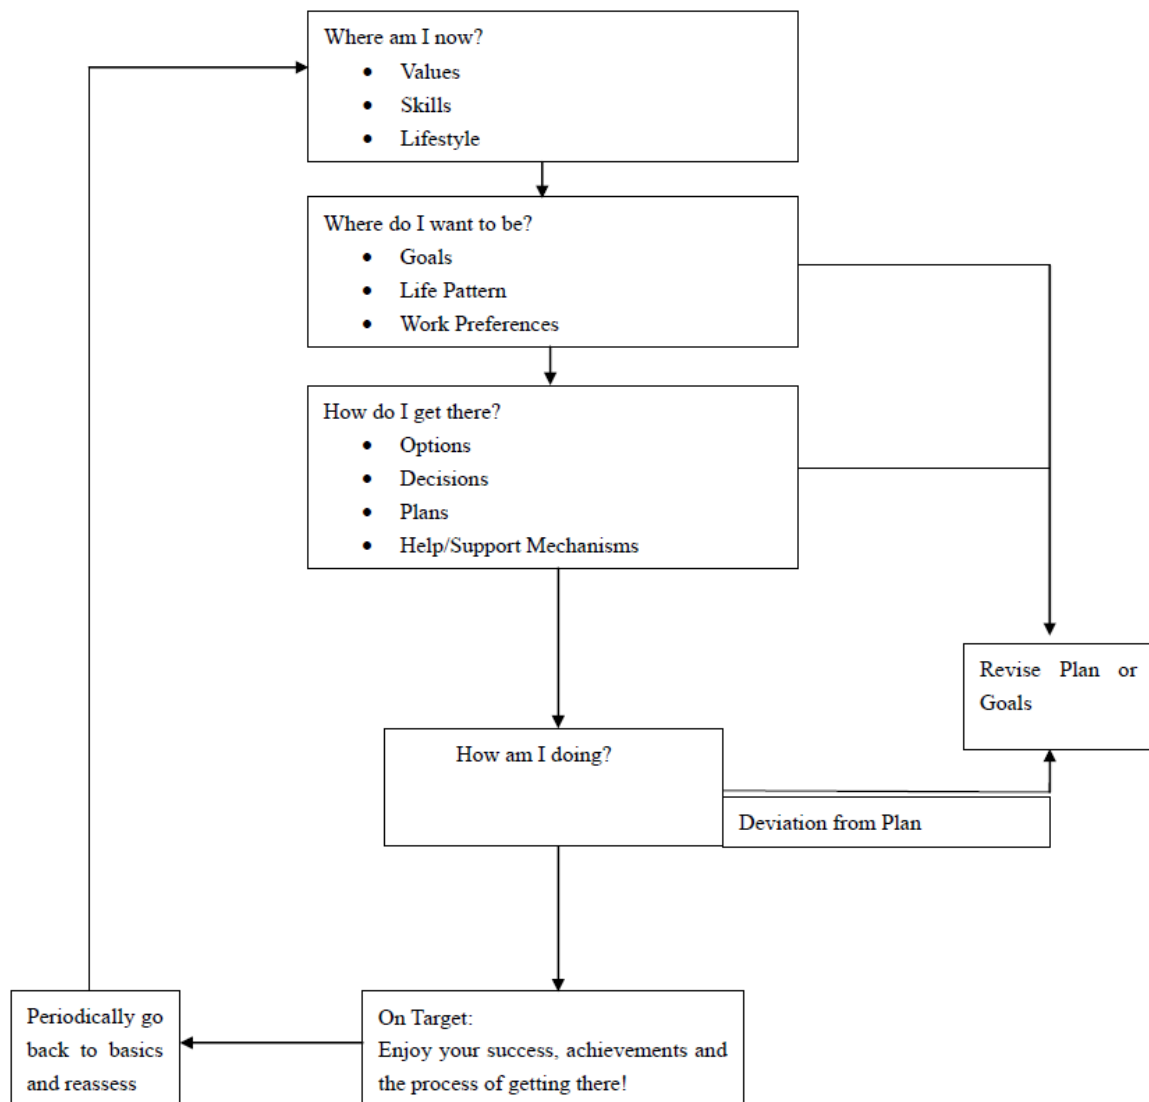 Where am I now?
• Values
• Skills
• Lifestyle
Where do I want to be?
• Goals
• Life Pattern
• Work Preferences
How do I get there?
• Options
• Decisions
• Plans
• Help/Support Mechanisms
Revise Plan or
Goals
How am I doing?
Deviation from Plan
Periodically go
back to basics
and reassess
On Target:
Enjoy your success, achievements and
the process of getting there!